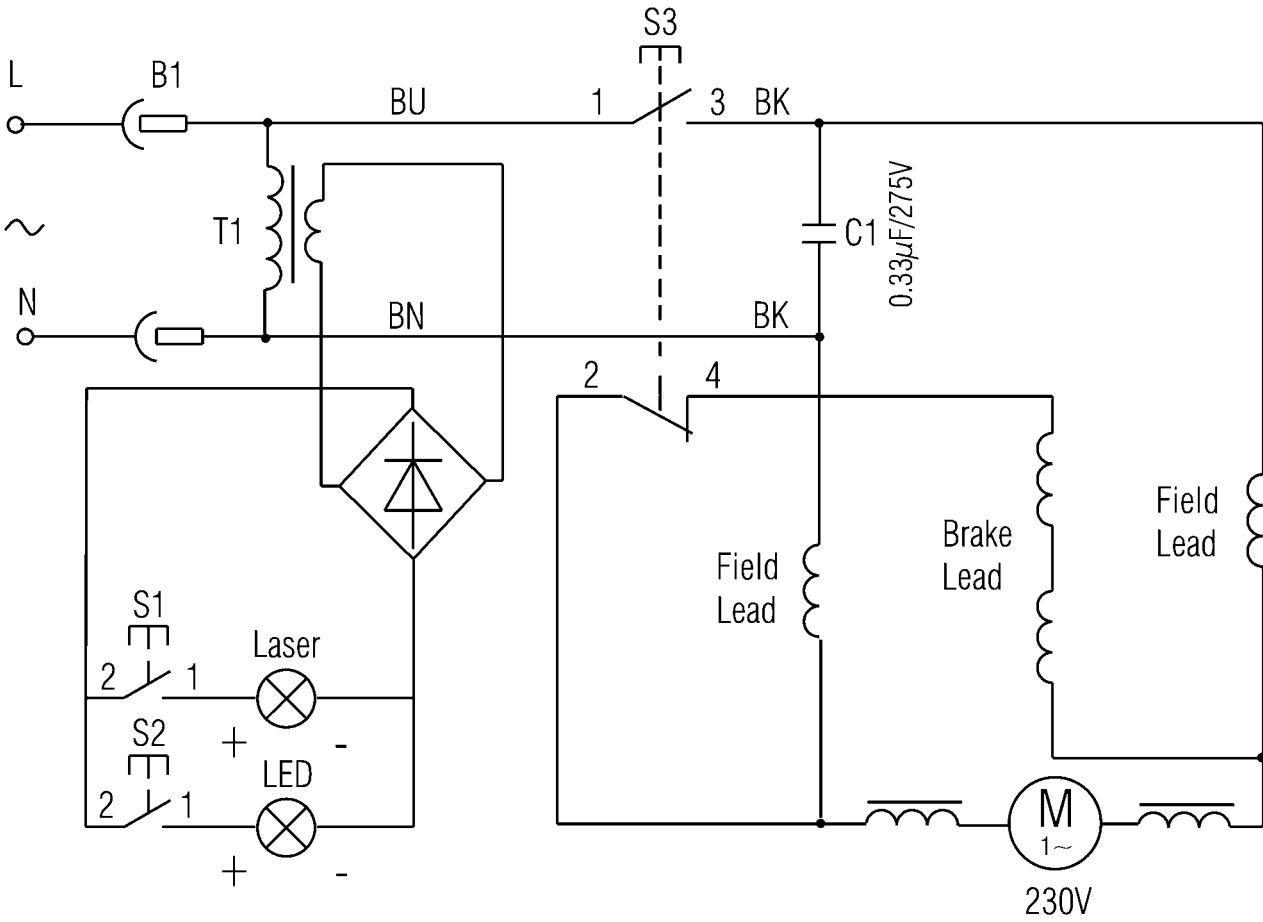 S3
L
B1
BU
1
3
BK
T1
C1
0.33µF/275V
N
BN
BK
2
4
Field
Lead
Brake
Lead
Field
Lead
S1
2
1
Laser
+
-
S2
2
1
LED
+
-
M
1~
230V